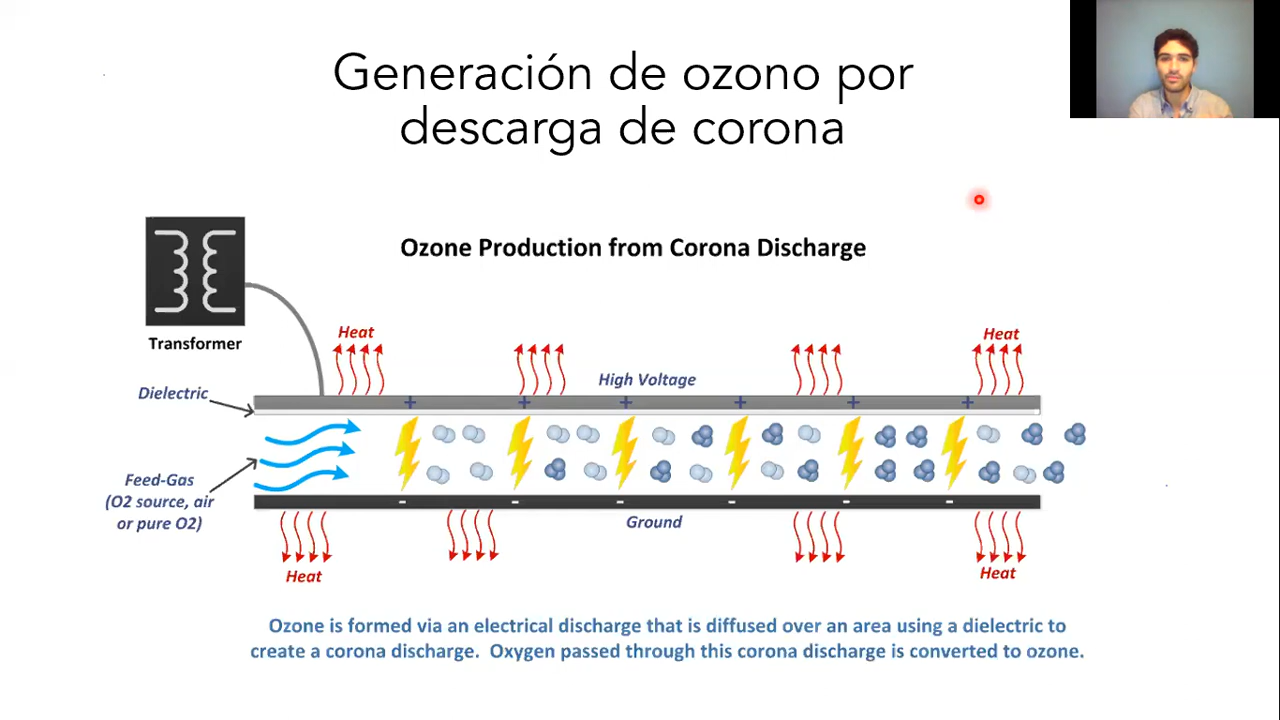 Generación de ozono por
descarga de corona
Ozone Production from Corona Discharge
Transformer
Heat
Heat
High Voltage
Dielectric
+ + + + + +
Feed-Gas
(O2 source, air
or pure O2)
- - - - - -
Ground
Heat
Heat
Ozone is formed via an electrical discharge that is diffused over an area using a dielectric to
create a corona discharge. Oxygen passed through this corona discharge is converted to ozone.